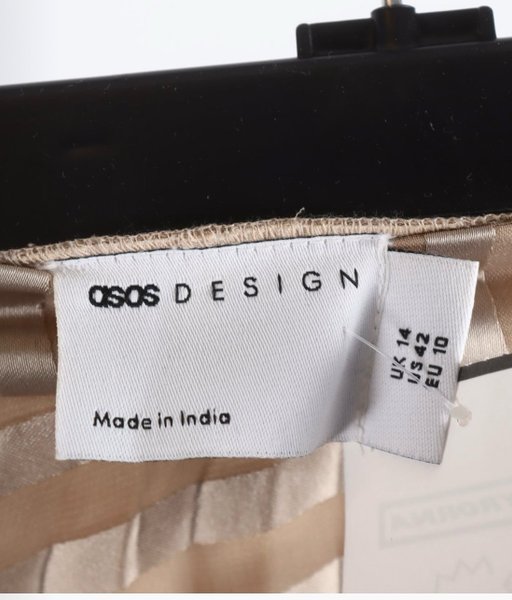 asos DESIGN
Made in India
UK 14
US 42
EU 10